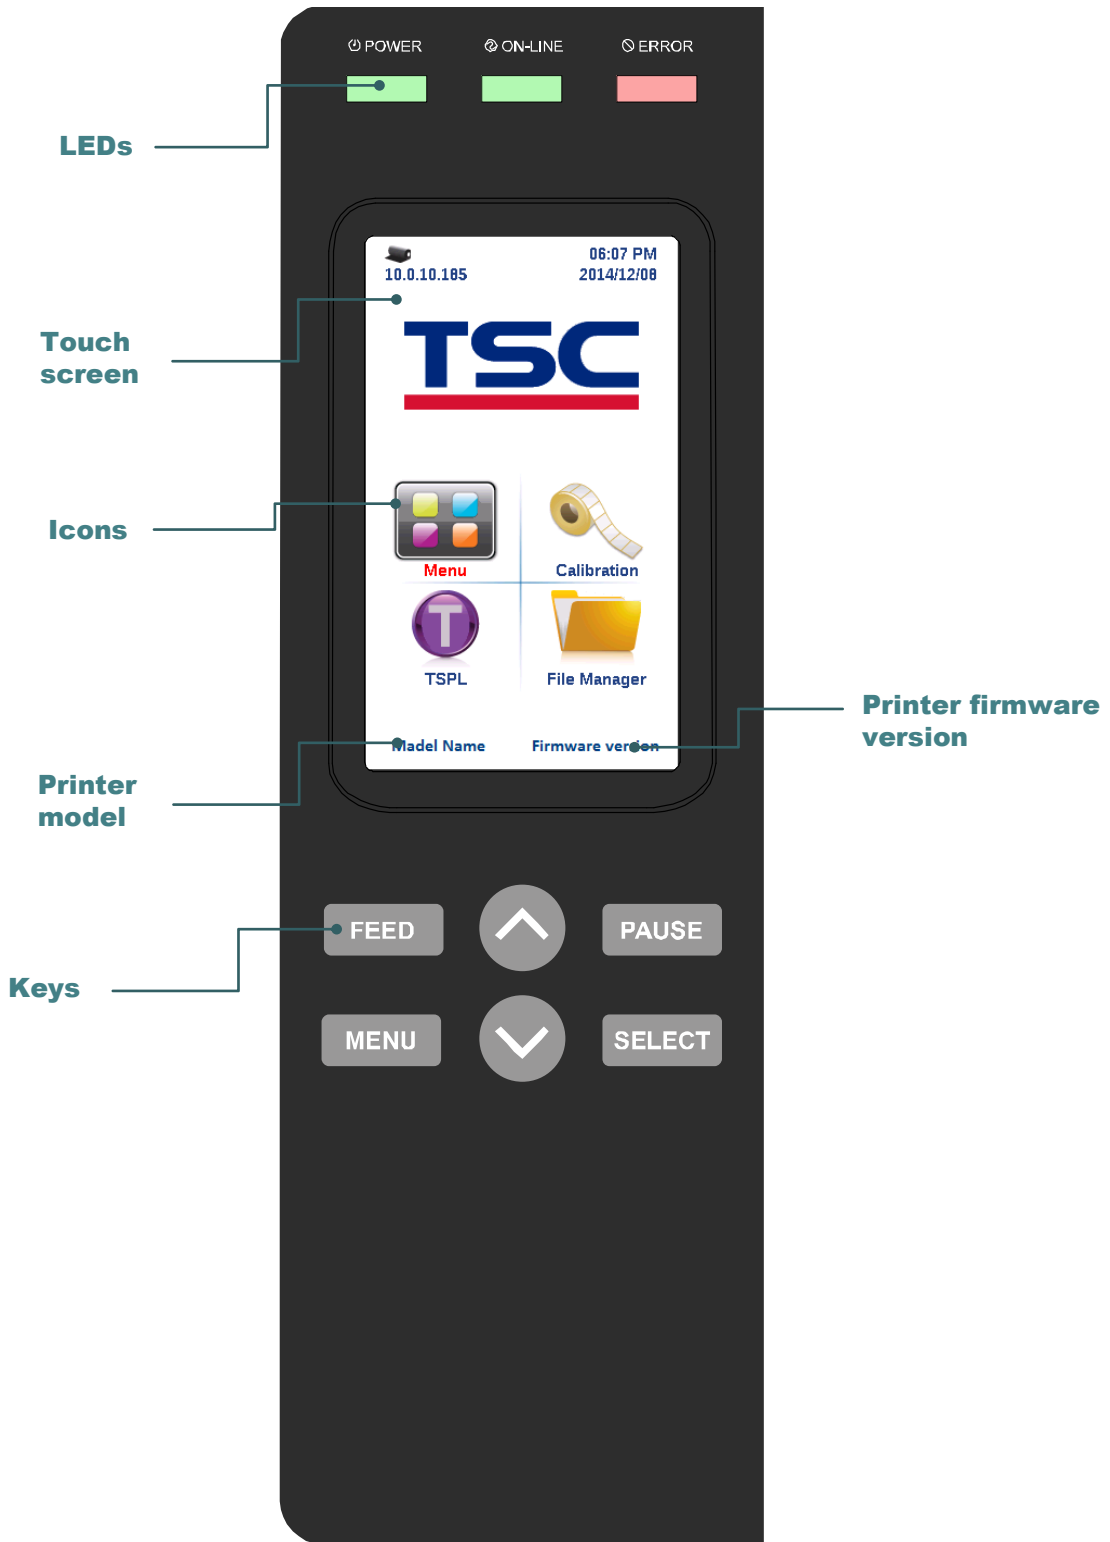 POWER
ON-LINE
ERROR
LEDs
10.0.10.185
06:07 PM
2014/12/08
Touch
screen
TSC
Icons
Menu
Calibration
T
TSPL
File Manager
Printer firmware
version
Madel Name
Firmware version
Printer
model
FEED
PAUSE
Keys
MENU
SELECT